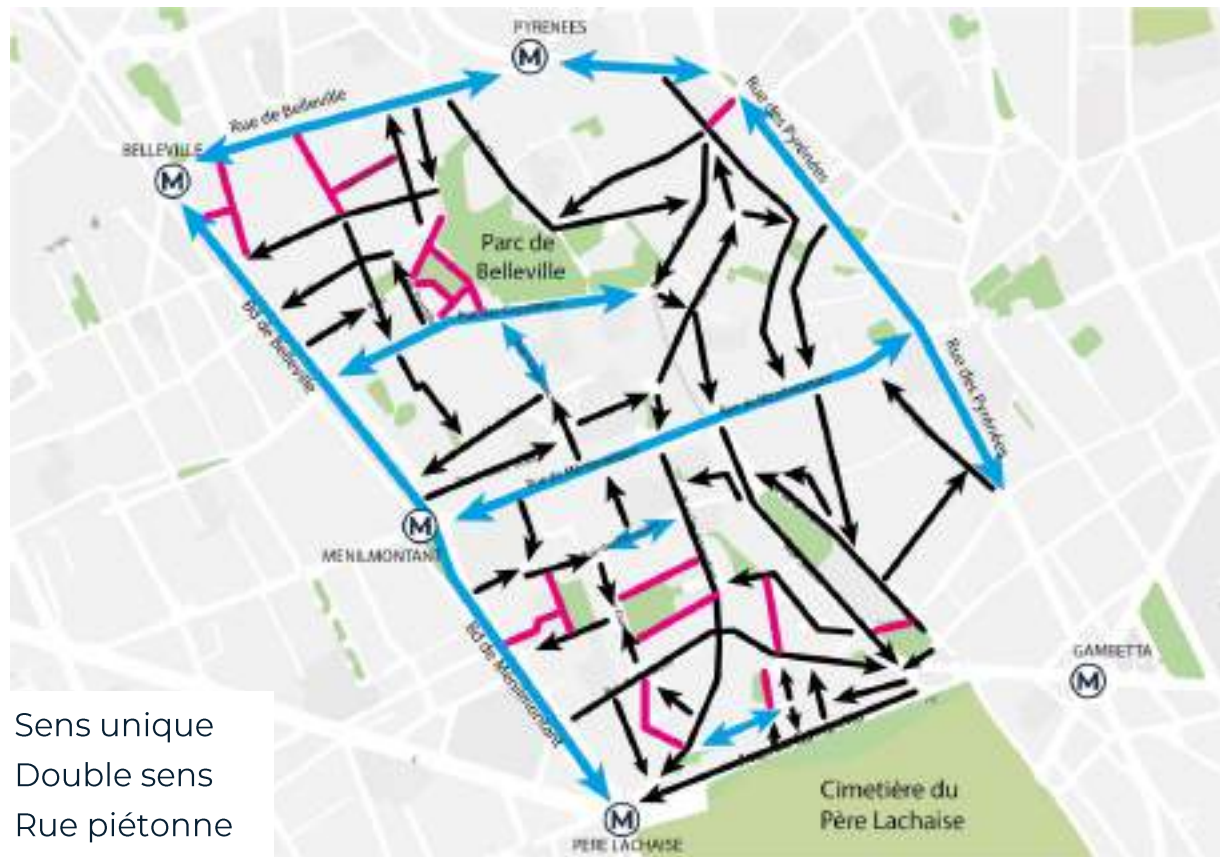 PYRENEES
M
Rue de Belleville
BELLEVILLE
M
Rue des Pyrénées
Parc de
Belleville
Bd de Belleville
Rue des Pyrénées
M
MENILMONTANT
Bd de Menilmontant
GAMBETTA
M
Sens unique
Double sens
Rue piétonne
Cimetière du
Père Lachaise
M
PERE LACHAISE